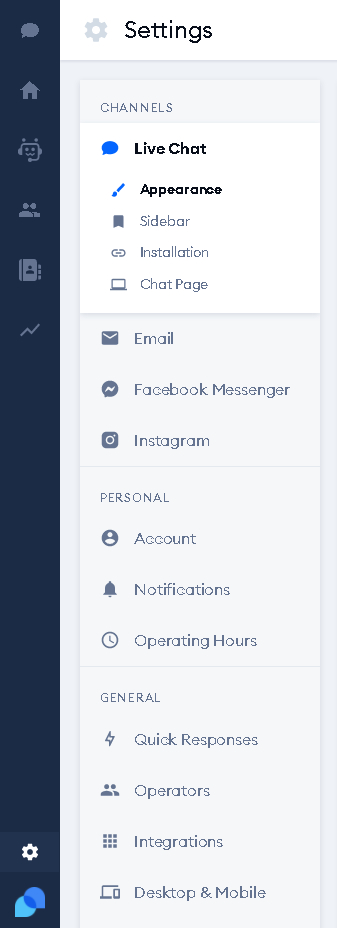 Settings
CHANNELS
Live Chat
Appearance
Sidebar
Installation
Chat Page
Email
Facebook Messenger
Instagram
PERSONAL
Account
Notifications
Operating Hours
GENERAL
Quick Responses
Operators
Integrations
Desktop & Mobile